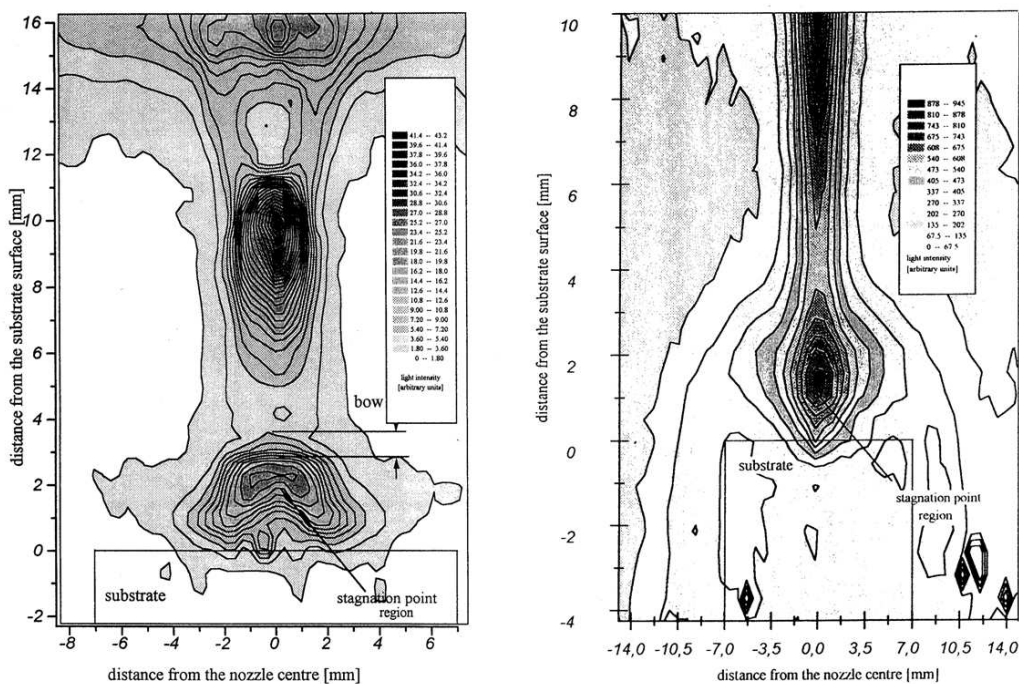 distance from the substrate surface [mm]
16
14
12
10
8
6
4
2
0
-2
-8
-6
-4
-2
0
2
4
6
distance from the nozzle centre [mm]
41.4 -- 43.2
39.6 -- 41.4
37.8 -- 39.6
36.0 -- 37.8
34.2 -- 36.0
32.4 -- 34.2
30.6 -- 32.4
28.8 -- 30.6
27.0 -- 28.8
25.2 -- 27.0
23.4 -- 25.2
21.6 -- 23.4
19.8 -- 21.6
18.0 -- 19.8
16.2 -- 18.0
14.4 -- 16.2
12.6 -- 14.4
10.8 -- 12.6
9.00 -- 10.8
7.20 -- 9.00
5.40 -- 7.20
3.60 -- 5.40
1.80 -- 3.60
0 -- 1.80
light intensity
[arbitrary units]
bow
substrate
stagnation point
region
distance from the substrate surface [mm]
10
8
6
4
2
0
-2
-4
-14,0
-10,5
-7,0
-3,5
0,0
3,5
7,0
10,5
14,0
distance from the nozzle centre [mm]
878 -- 945
810 -- 878
743 -- 810
675 -- 743
608 -- 675
540 -- 608
473 -- 540
405 -- 473
337 -- 405
270 -- 337
202 -- 270
135 -- 202
67.5 -- 135
0 -- 67.5
light intensity
[arbitrary units]
substrate
stagnation point
region